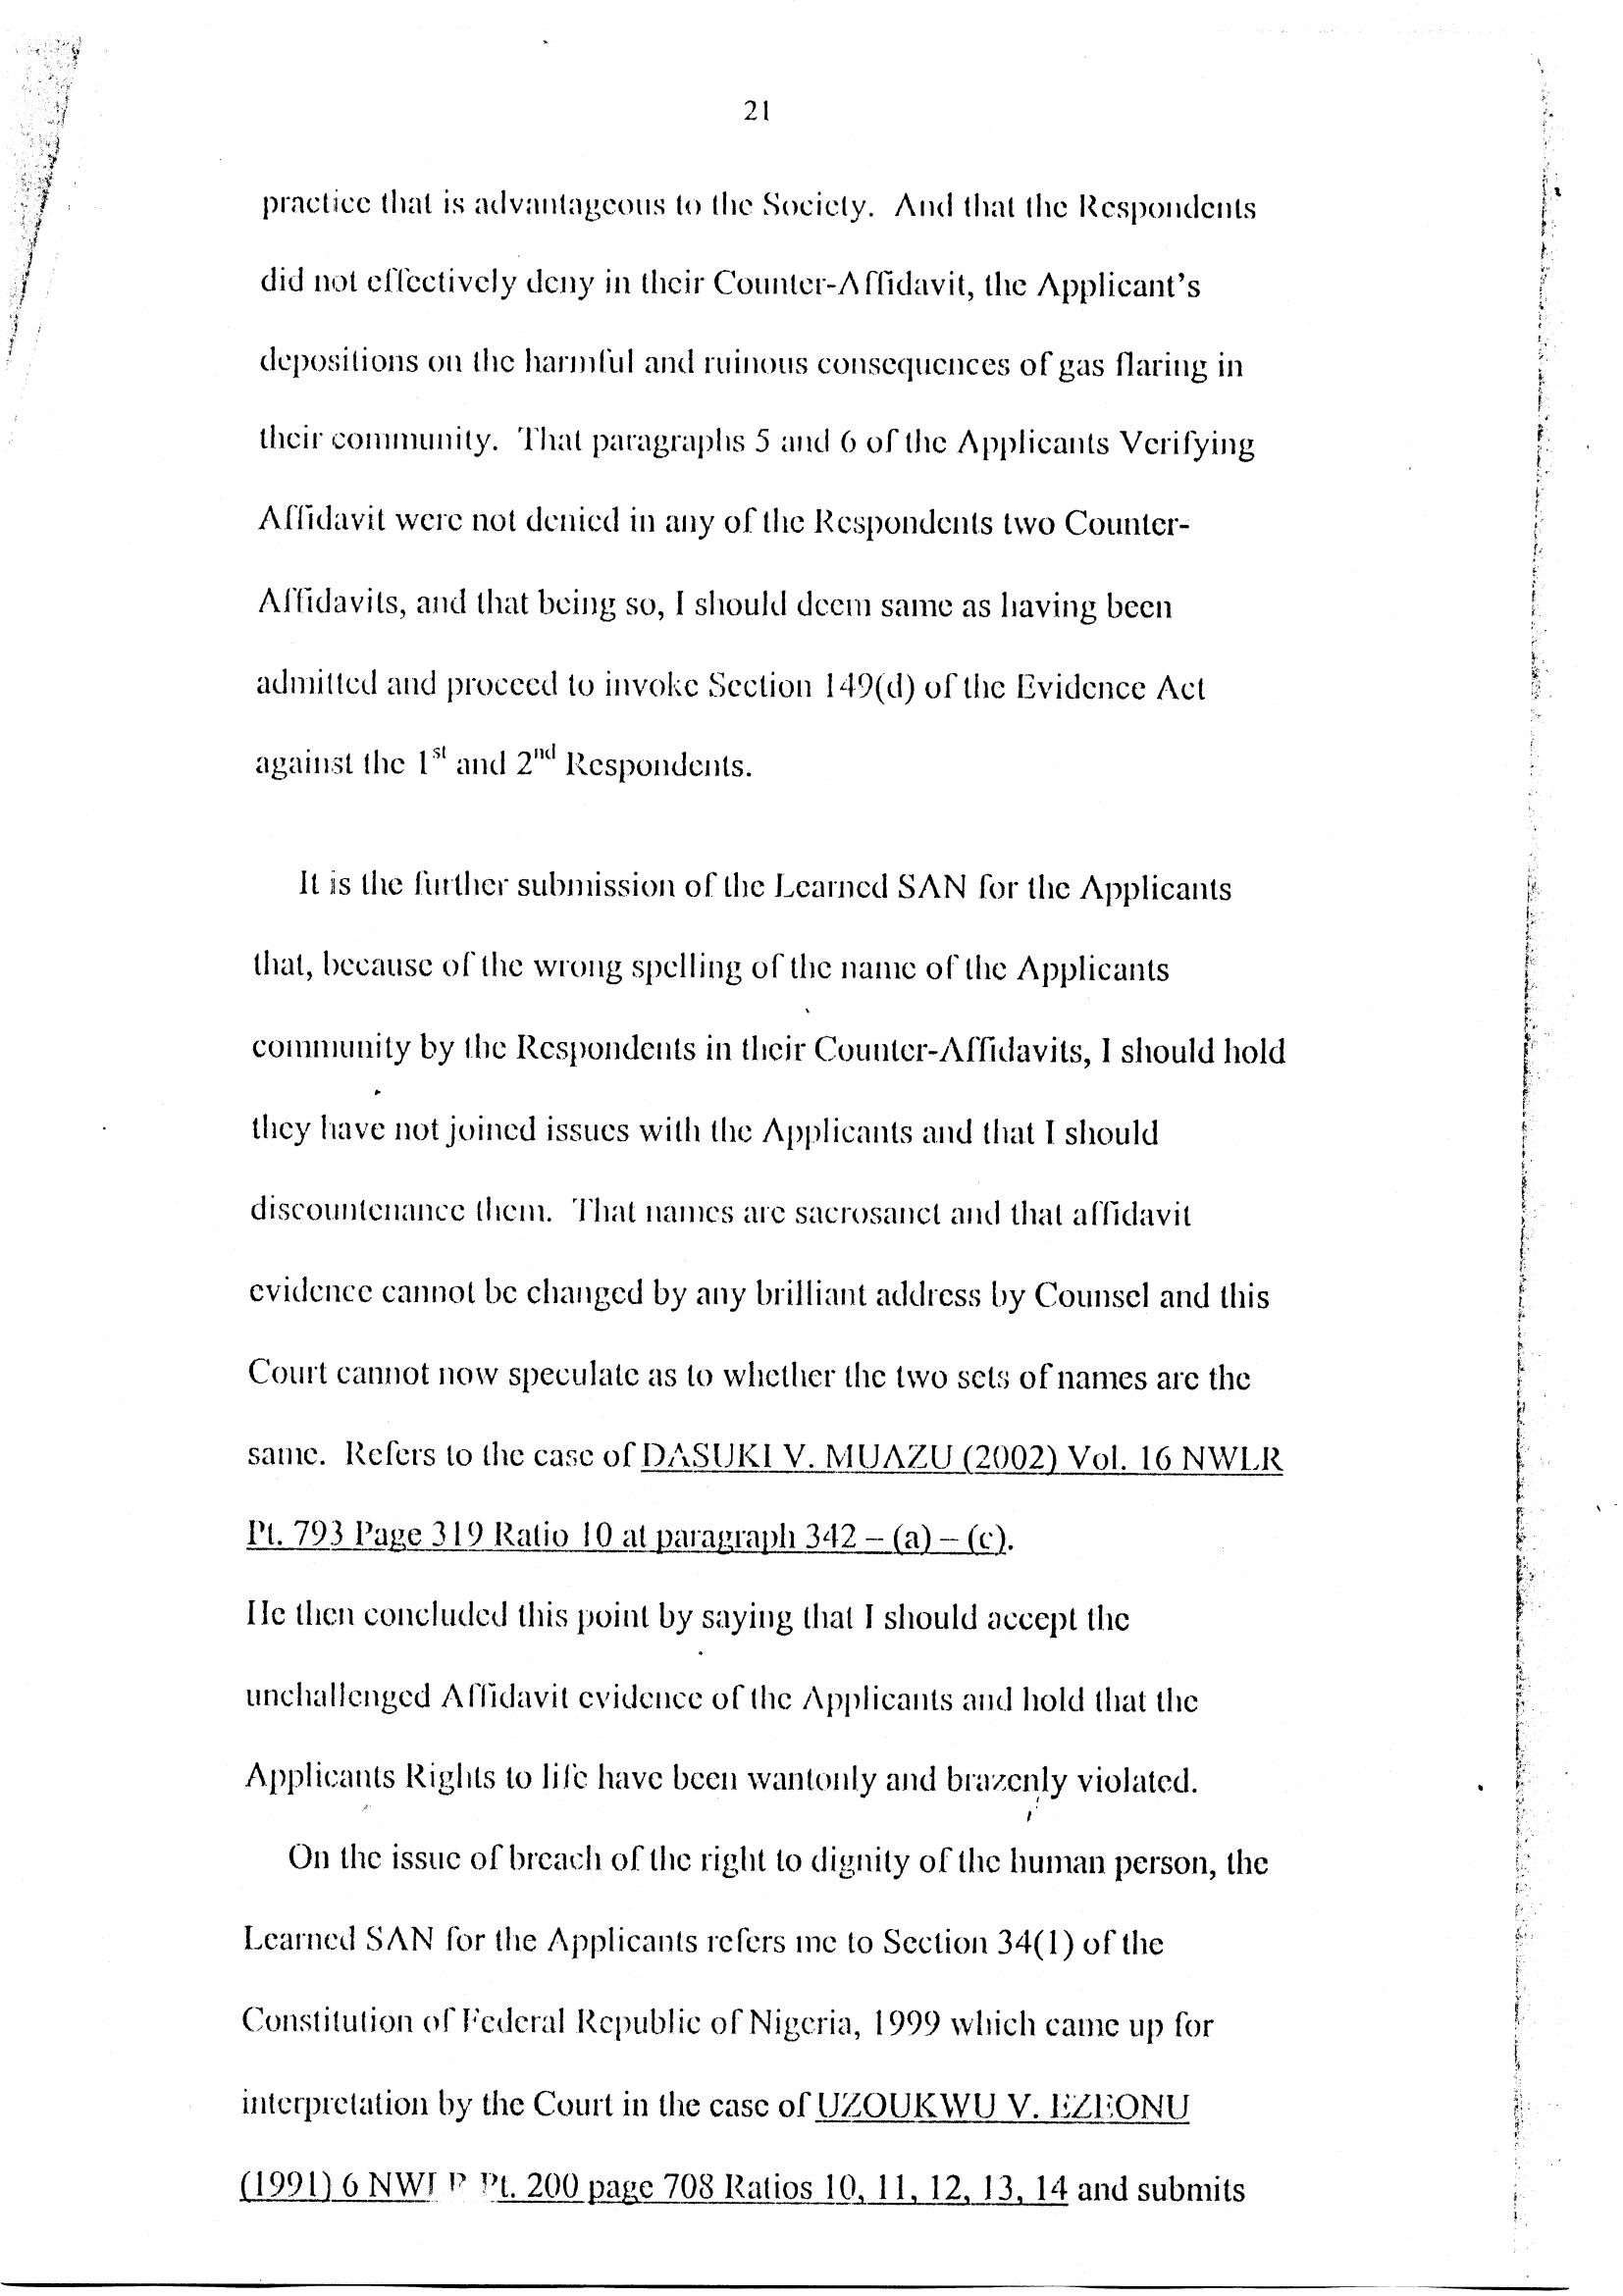 21
practice that is advantageous to the Society. And that the Respondents
did not effectively deny in their Counter-Affidavit, the Applicant's
depositions on the harmful and ruinous consequences of gas flaring in
their community. That paragraphs 5 and 6 of the Applicants Verifying
Affidavit were not denied in any of the Respondents two Counter-
Affidavits, and that being so, I should deem same as having been
admitted and proceed to invoke Section 149(d) of the Evidence Act
against the 1st and 2nd Respondents.
It is the further submission of the Learned SAN for the Applicants
that, because of the wrong spelling of the name of the Applicants
community by the Respondents in their Counter-Affidavits, I should hold
they have not joined issues with the Applicants and that I should
discountenance them. That names are sacrosanct and that affidavit
evidence cannot be changed by any brilliant address by Counsel and this
Court cannot now speculate as to whether the two sets of names are the
same. Refers to the case of DASUKI V. MUAZU (2002) Vol. 16 NWLR
Pt. 793 Page 319 Ratio 10 at paragraph 342 – (a) – (c).
He then concluded this point by saying that I should accept the
unchallenged Affidavit evidence of the Applicants and hold that the
Applicants Rights to life have been wantonly and brazenly violated.
On the issue of breach of the right to dignity of the human person, the
Learned SAN for the Applicants refers me to Section 34(1) of the
Constitution of Federal Republic of Nigeria, 1999 which came up for
interpretation by the Court in the case of UZOUKWU V. EZEONU
(1991) 6 NWLR Pt. 200 page 708 Ratios 10, 11, 12, 13, 14 and submits